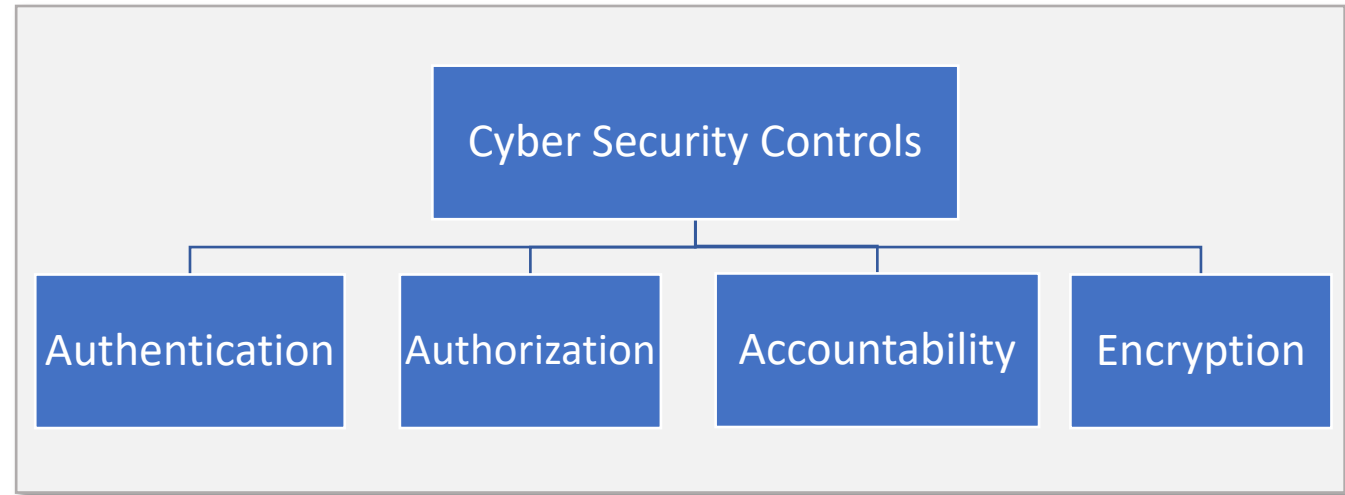 Cyber Security Controls
Authentication
Authorization
Accountability
Encryption